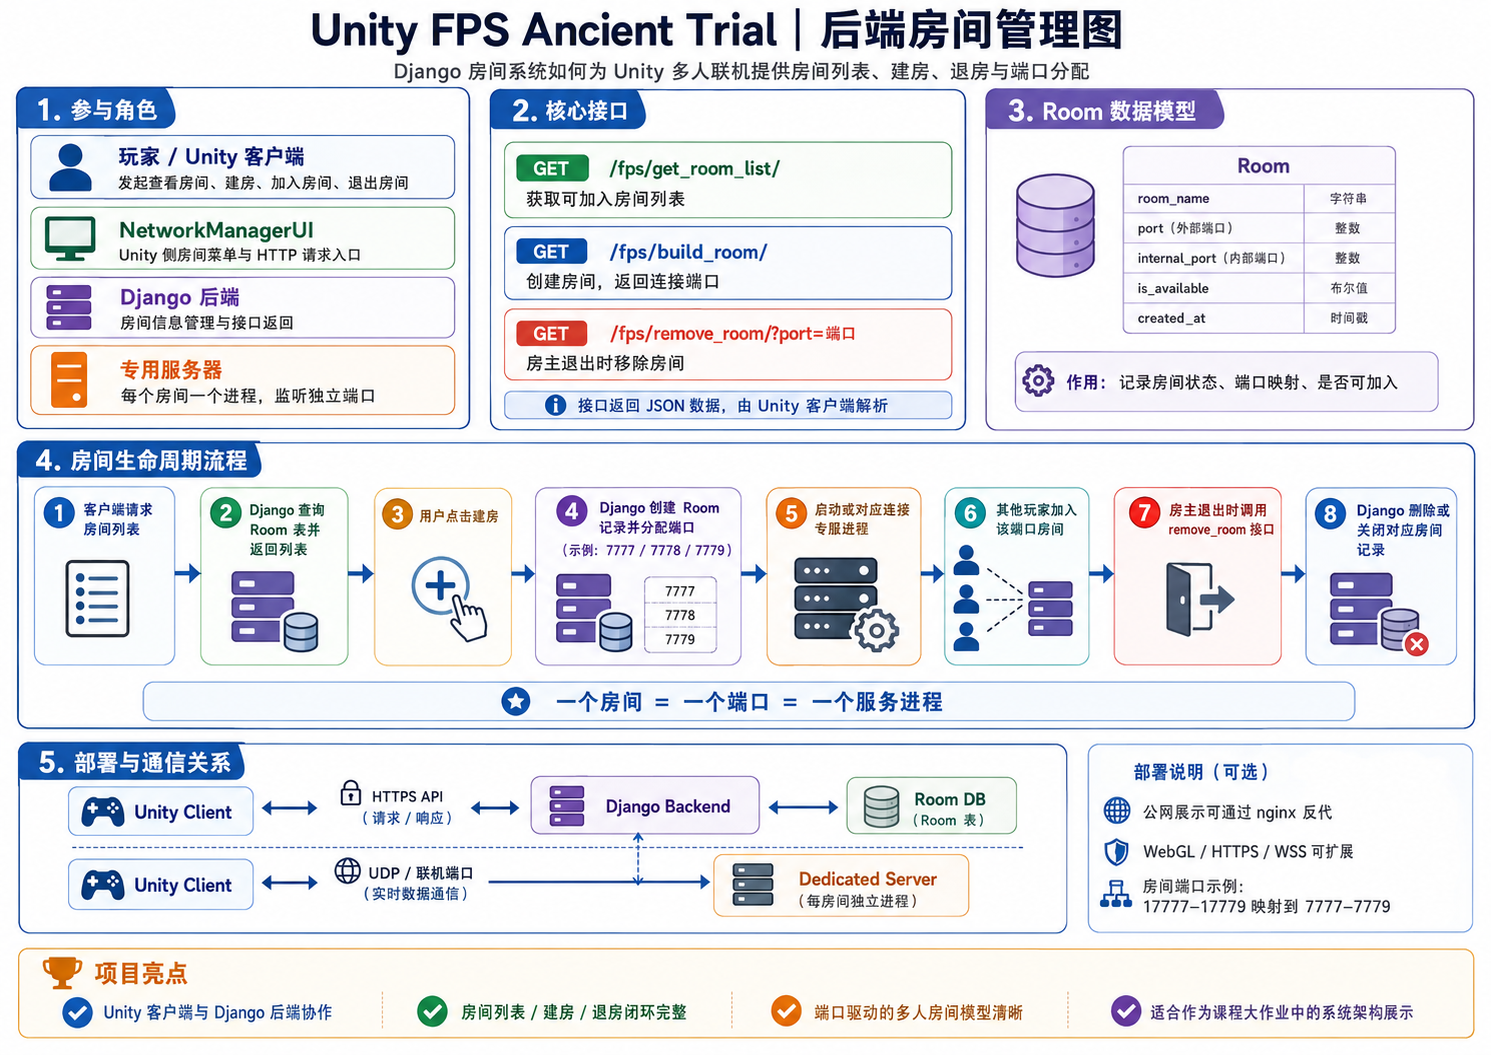 Unity FPS Ancient Trial｜后端房间管理图
Django 房间系统如何为 Unity 多人联机提供房间列表、建房、退房与端口分配
1. 参与角色
玩家 / Unity 客户端
发起查看房间、建房、加入房间、退出房间
NetworkManagerUI
Unity 侧房间菜单与 HTTP 请求入口
Django 后端
房间信息管理与接口返回
专用服务器
每个房间一个进程，监听独立端口
2. 核心接口
GET /fps/get_room_list/
获取可加入房间列表
GET /fps/build_room/
创建房间，返回连接端口
GET /fps/remove_room/?port=端口
房主退出时移除房间
接口返回 JSON 数据，由 Unity 客户端解析
3. Room 数据模型
Room
room_name 字符串
port（外部端口） 整数
internal_port（内部端口） 整数
is_available 布尔值
created_at 时间戳
作用： 记录房间状态、端口映射、是否可加入
4. 房间生命周期流程
1 客户端请求
房间列表
2 Django 查询
Room 表并
返回列表
3 用户点击建房
4 Django 创建 Room
记录并分配端口
（示例：7777 / 7778 / 7779）
7777
7778
7779
5 启动或对应连接
专服进程
6 其他玩家加入
该端口房间
7 房主退出时调用
remove_room 接口
8 Django 删除或
关闭对应房间
记录
一个房间 = 一个端口 = 一个服务进程
5. 部署与通信关系
Unity Client
HTTPS API
（请求 / 响应）
Django Backend
Room DB
（Room 表）
Unity Client
UDP / 联机端口
（实时数据通信）
Dedicated Server
（每房间独立进程）
部署说明（可选）
公网展示可通过 nginx 反代
WebGL / HTTPS / WSS 可扩展
房间端口示例：
17777–17779 映射到 7777–7779
项目亮点
Unity 客户端与 Django 后端协作
房间列表 / 建房 / 退房闭环完整
端口驱动的多人房间模型清晰
适合作为课程大作业中的系统架构展示